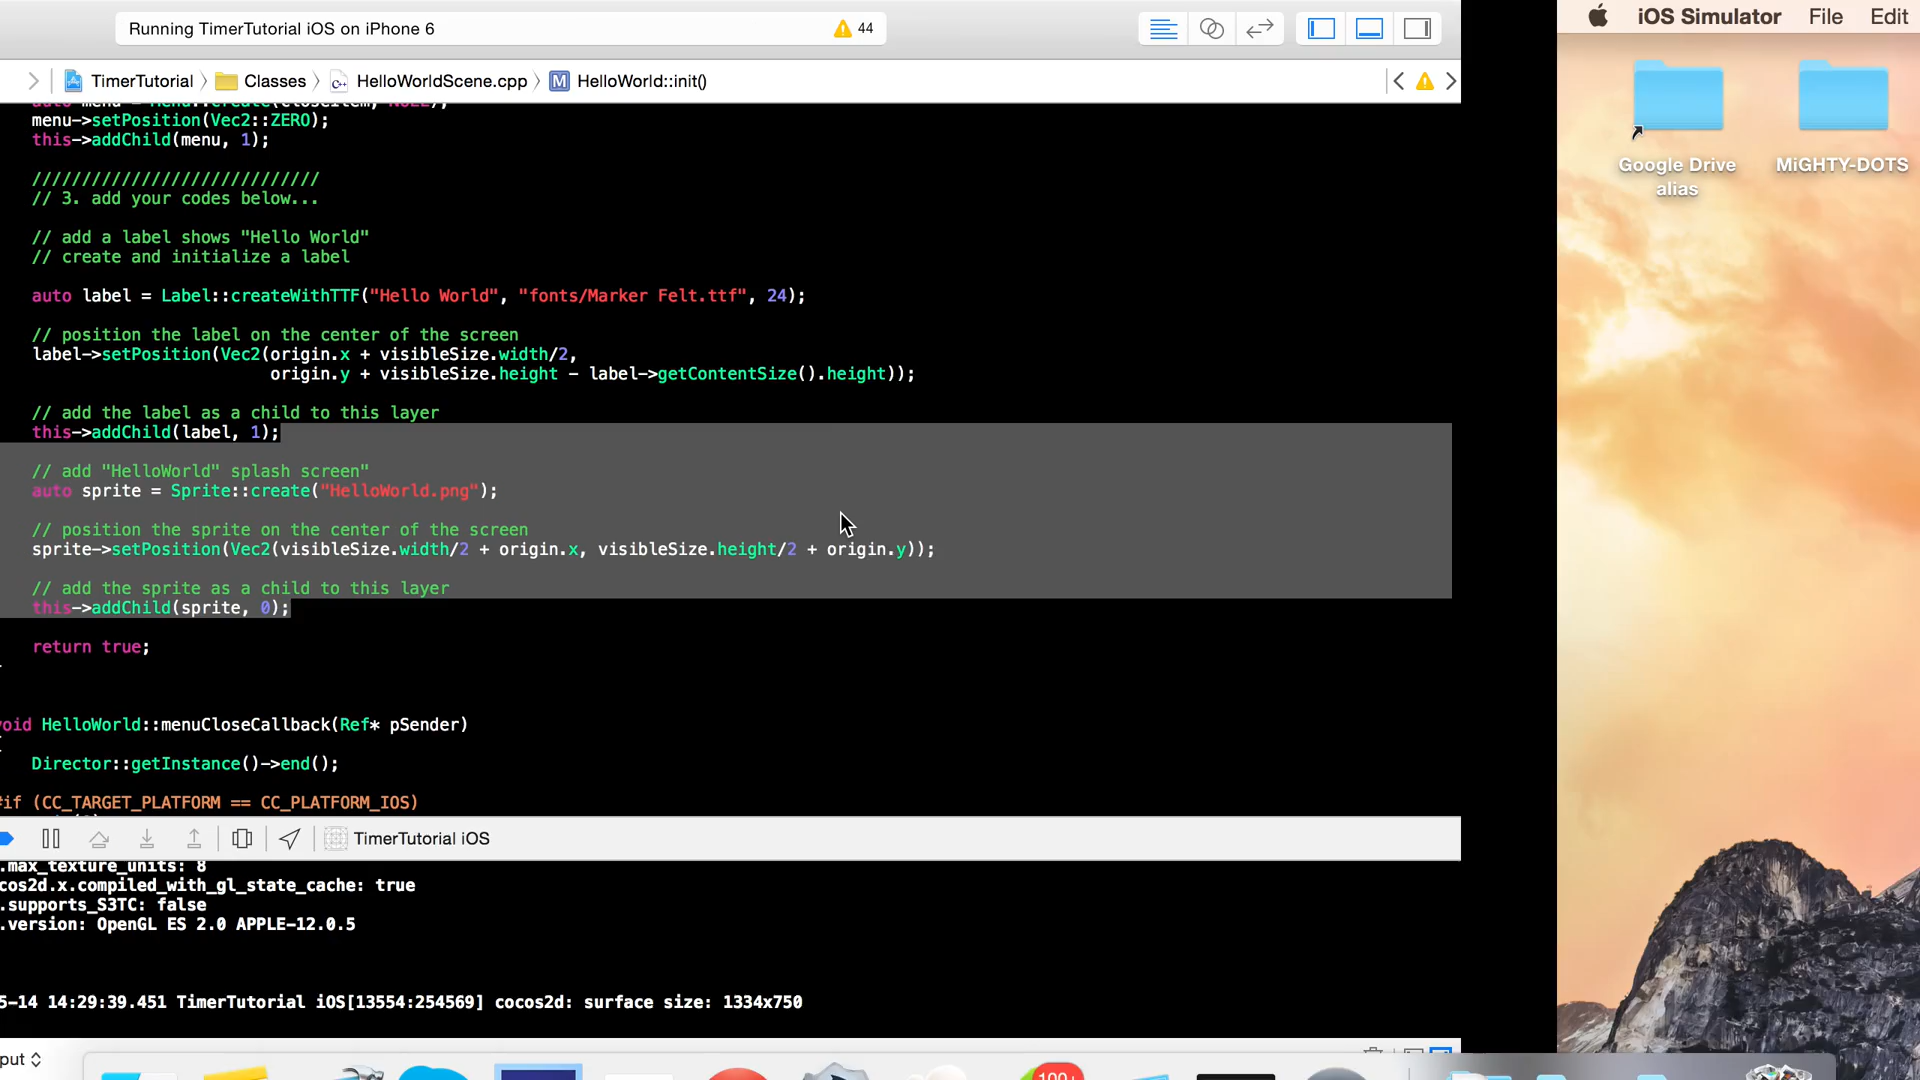 Running TimerTutorial iOS on iPhone 6
44
iOS Simulator File Edit
TimerTutorial Classes HelloWorldScene.cpp M HelloWorld::init()
auto menu = Menu::create(closeItem, NULL);
menu->setPosition(Vec2::ZERO);
this->addChild(menu, 1);
/////////////////////////////
// 3. add your codes below...
// add a label shows "Hello World"
// create and initialize a label
auto label = Label::createWithTTF("Hello World", "fonts/Marker Felt.ttf", 24);
// position the label on the center of the screen
label->setPosition(Vec2(origin.x + visibleSize.width/2,
origin.y + visibleSize.height - label->getContentSize().height));
// add the label as a child to this layer
this->addChild(label, 1);
// add "HelloWorld" splash screen"
auto sprite = Sprite::create("HelloWorld.png");
// position the sprite on the center of the screen
sprite->setPosition(Vec2(visibleSize.width/2 + origin.x, visibleSize.height/2 + origin.y));
// add the sprite as a child to this layer
this->addChild(sprite, 0);
return true;
void HelloWorld::menuCloseCallback(Ref* pSender)
Director::getInstance()->end();
#if (CC_TARGET_PLATFORM == CC_PLATFORM_IOS)
TimerTutorial iOS
.max_texture_units: 8
cos2d.x.compiled_with_gl_state_cache: true
.supports_S3TC: false
.version: OpenGL ES 2.0 APPLE-12.0.5
5-14 14:29:39.451 TimerTutorial iOS[13554:254569] cocos2d: surface size: 1334x750
put
100+
Google Drive
alias
MiGHTY-DOTS